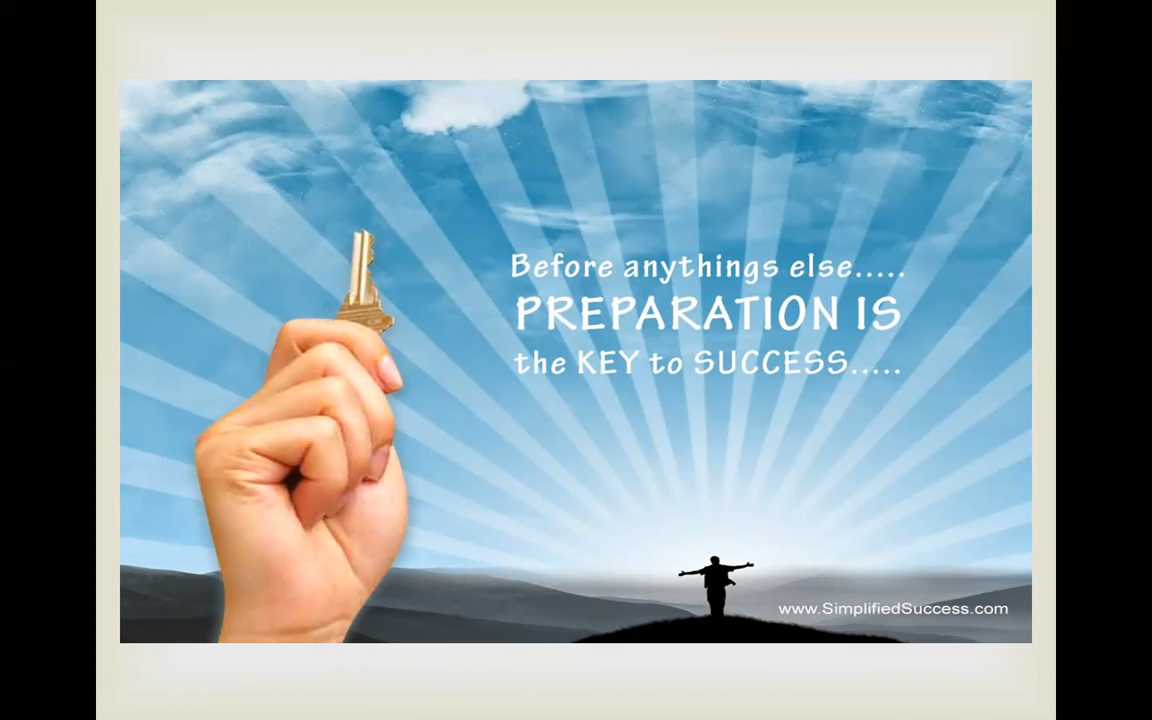 Before anythings else.....
PREPARATION IS
the KEY to SUCCESS.....
www.SimplifiedSuccess.com